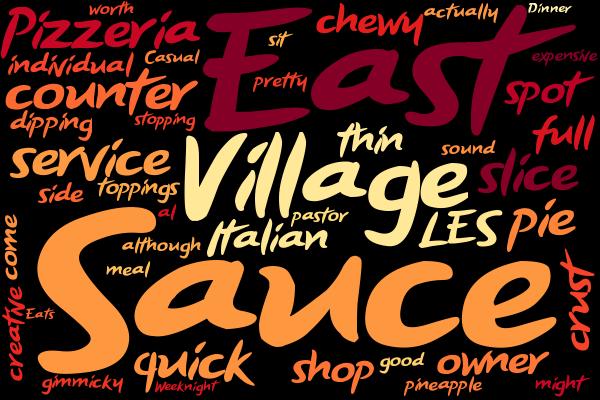 worth
Pizzeria
East
chewy
actually
Dinner
individual
Casual
sit
expensive
counter
pretty
spot
dipping
stopping
full
thin
service
Village
sound
slice
side
toppings
al
pastor
LES
pie
come
although
Italian
meal
Sauce
crust
creative
Eats
quick
shop
good
owner
gimmicky
Weeknight
pineapple
might